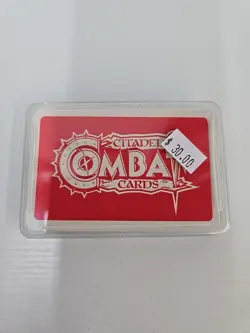 CITADEL
COMBAT
CARDS
$ 30.00